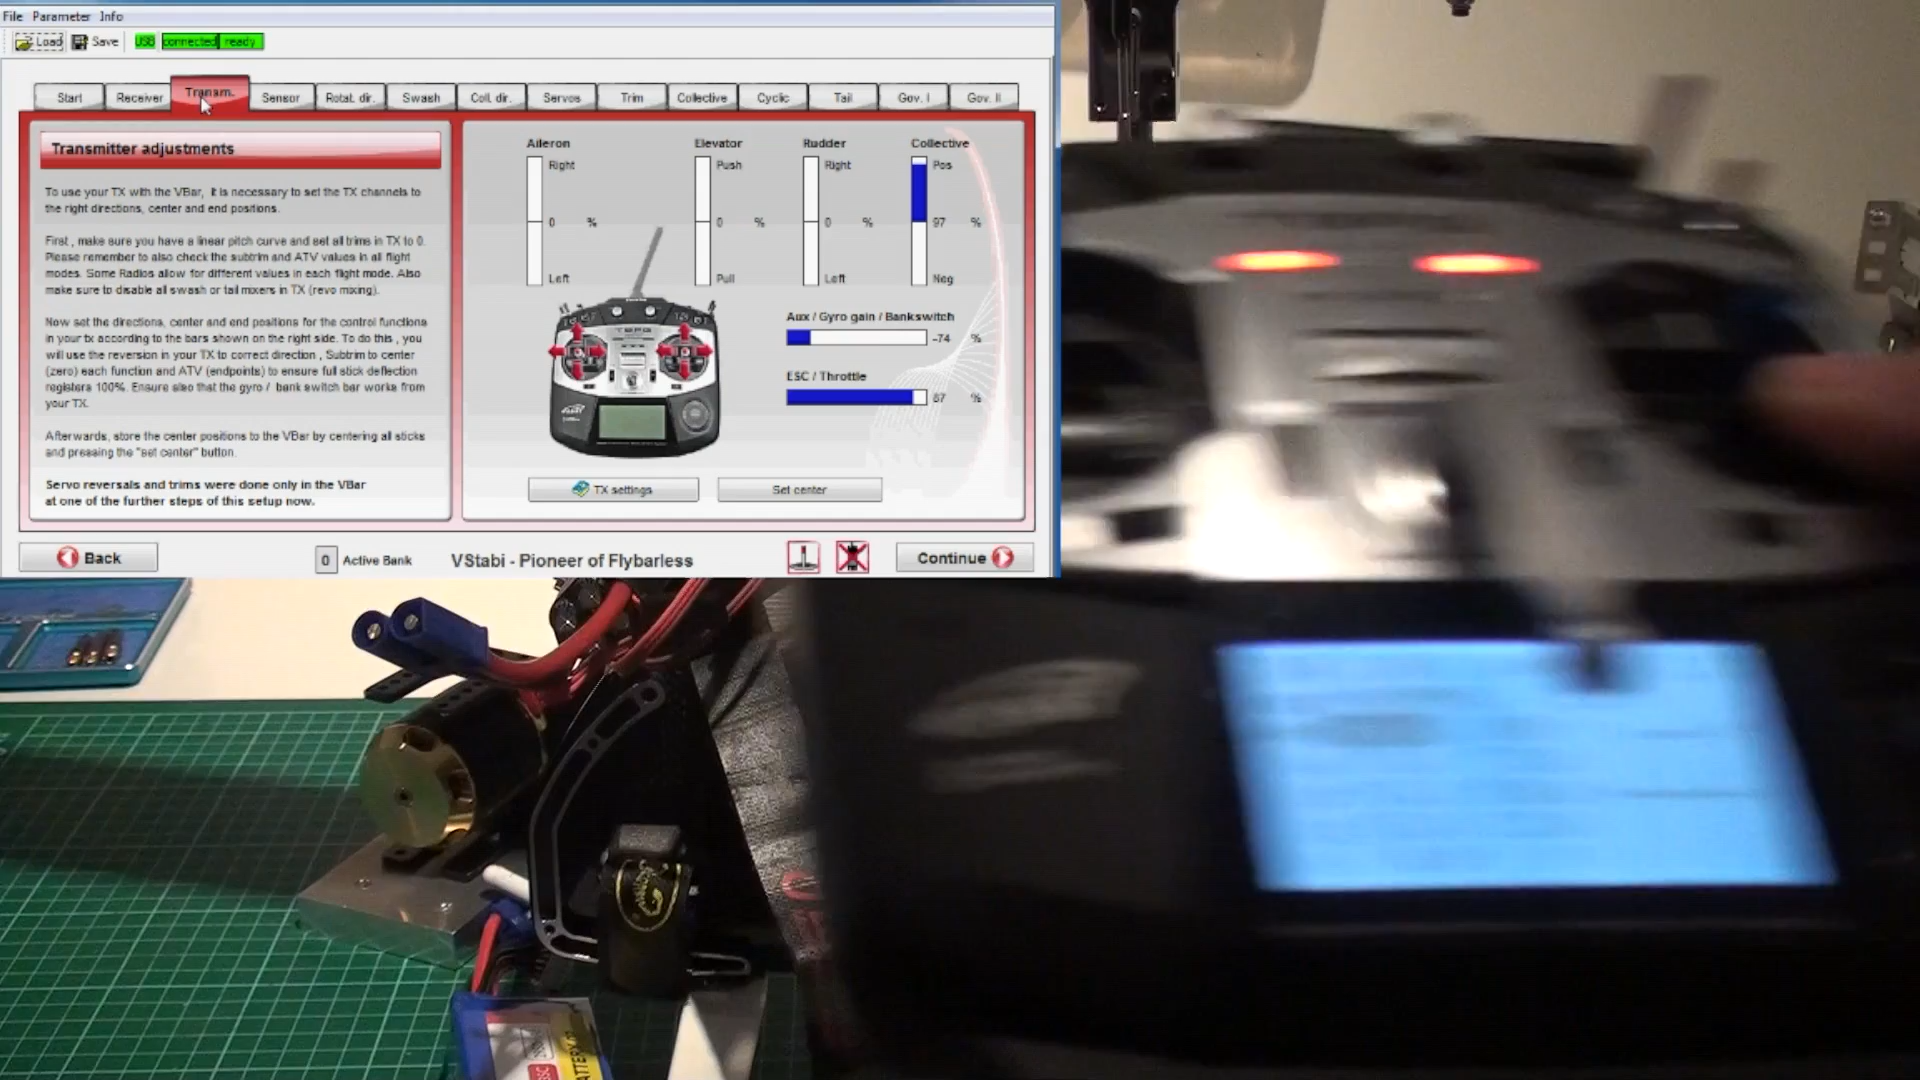 File Parameter Info
Load Save USB connected ready
Start Receiver Transm. Sensor Rotat. dir. Swash Coll. dir. Servos Trim Collective Cyclic Tail Gov. I Gov. II
Transmitter adjustments
To use your TX with the VBar, it is necessary to set the TX channels to
the right directions, center and end positions.
First , make sure you have a linear pitch curve and set all trims in TX to 0.
Please remember to also check the subtrim and ATV values in all flight
modes. Some Radios allow for different values in each flight mode. Also
make sure to disable all swash or tail mixers in TX (revo mixing).
Now set the directions, center and end positions for the control functions
in your tx according to the bars shown on the right side. To do this , you
will use the reversion in your TX to correct direction , Subtrim to center
(zero) each function and ATV (endpoints) to ensure full stick deflection
registers 100%. Ensure also that the gyro / bank switch bar works from
your TX.
Afterwards, store the center positions to the VBar by centering all sticks
and pressing the "set center" button.
Servo reversals and trims were done only in the VBar
at one of the further steps of this setup now.
Aileron Elevator Rudder Collective
Right Push Right Pos
0 % 0 % 0 % 97 %
Left Pull Left Neg
Aux / Gyro gain / Bankswitch
-74 %
ESC / Throttle
87 %
TX settings Set center
Back 0 Active Bank VStabi - Pioneer of Flybarless Continue